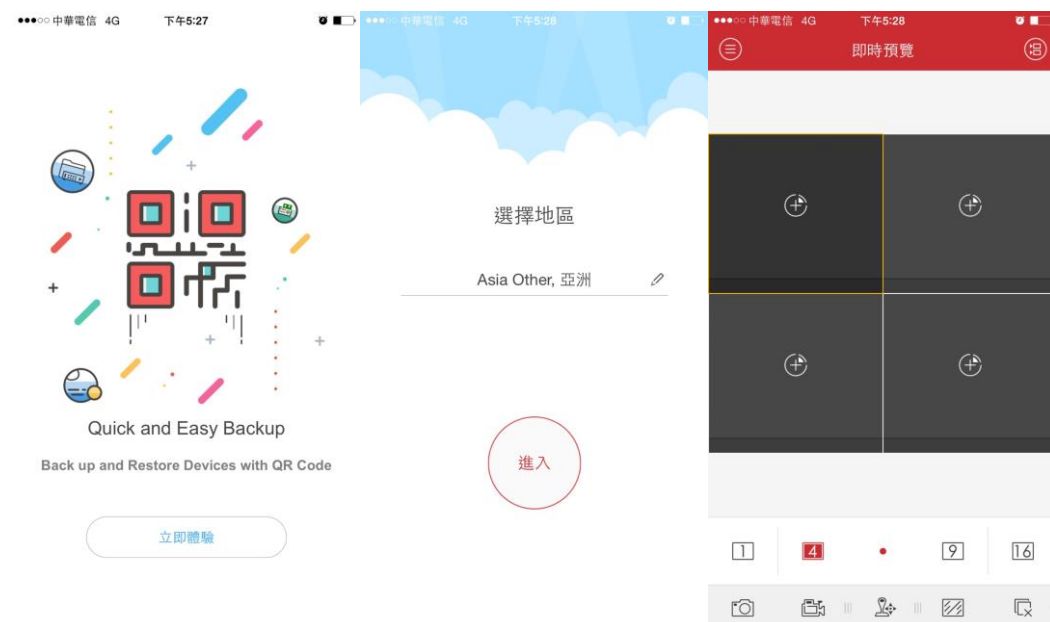 中華電信 4G 下午5:27
Quick and Easy Backup
Back up and Restore Devices with QR Code
立即體驗
中華電信 4G 下午5:28
選擇地區
Asia Other, 亞洲
進入
中華電信 4G 下午5:28
即時預覽
1 4 9 16